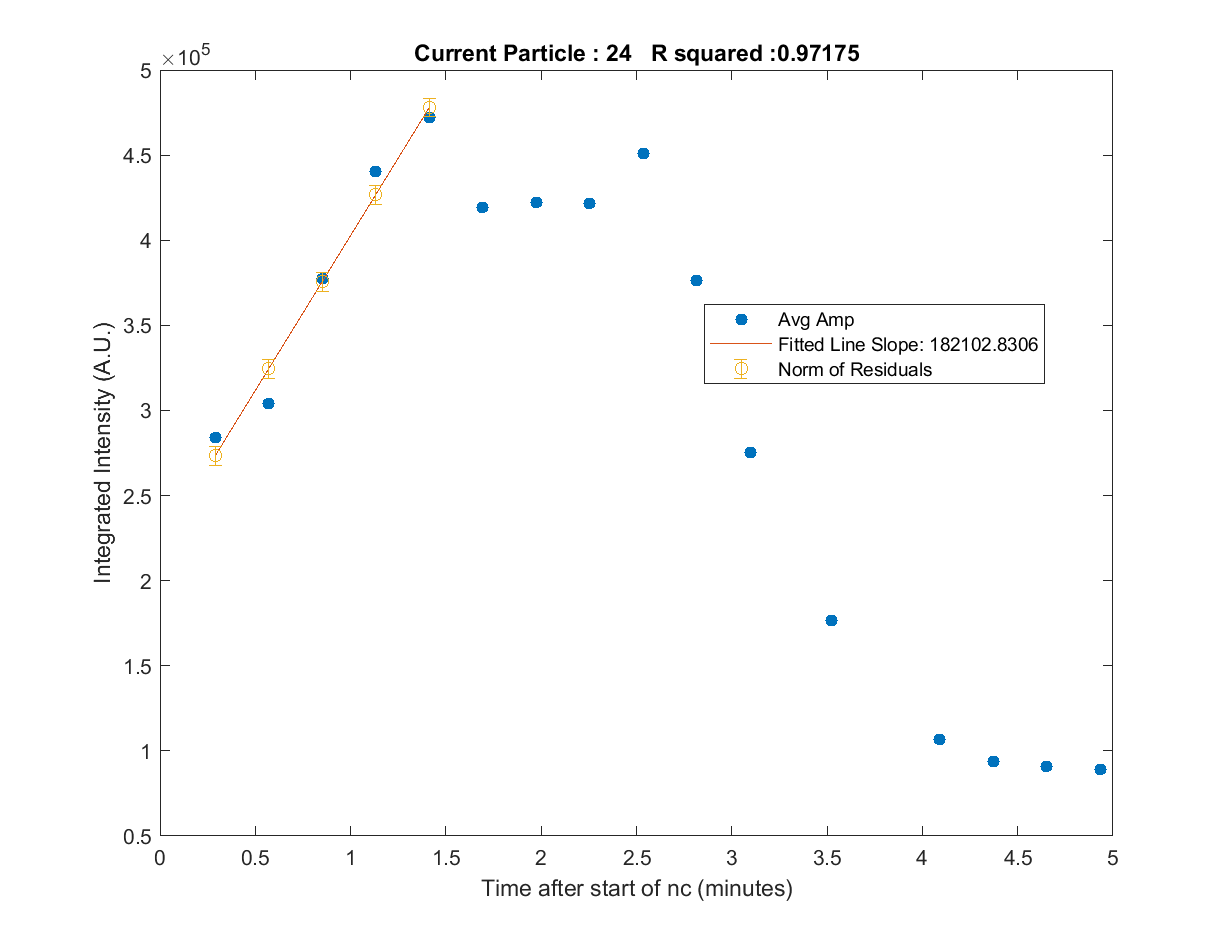 Current Particle : 24 R squared :0.97175
×10^5
5
4.5
4
3.5
3
2.5
2
1.5
1
0.5
Integrated Intensity (A.U.)
Avg Amp
Fitted Line Slope: 182102.8306
Norm of Residuals
0 0.5 1 1.5 2 2.5 3 3.5 4 4.5 5
Time after start of nc (minutes)